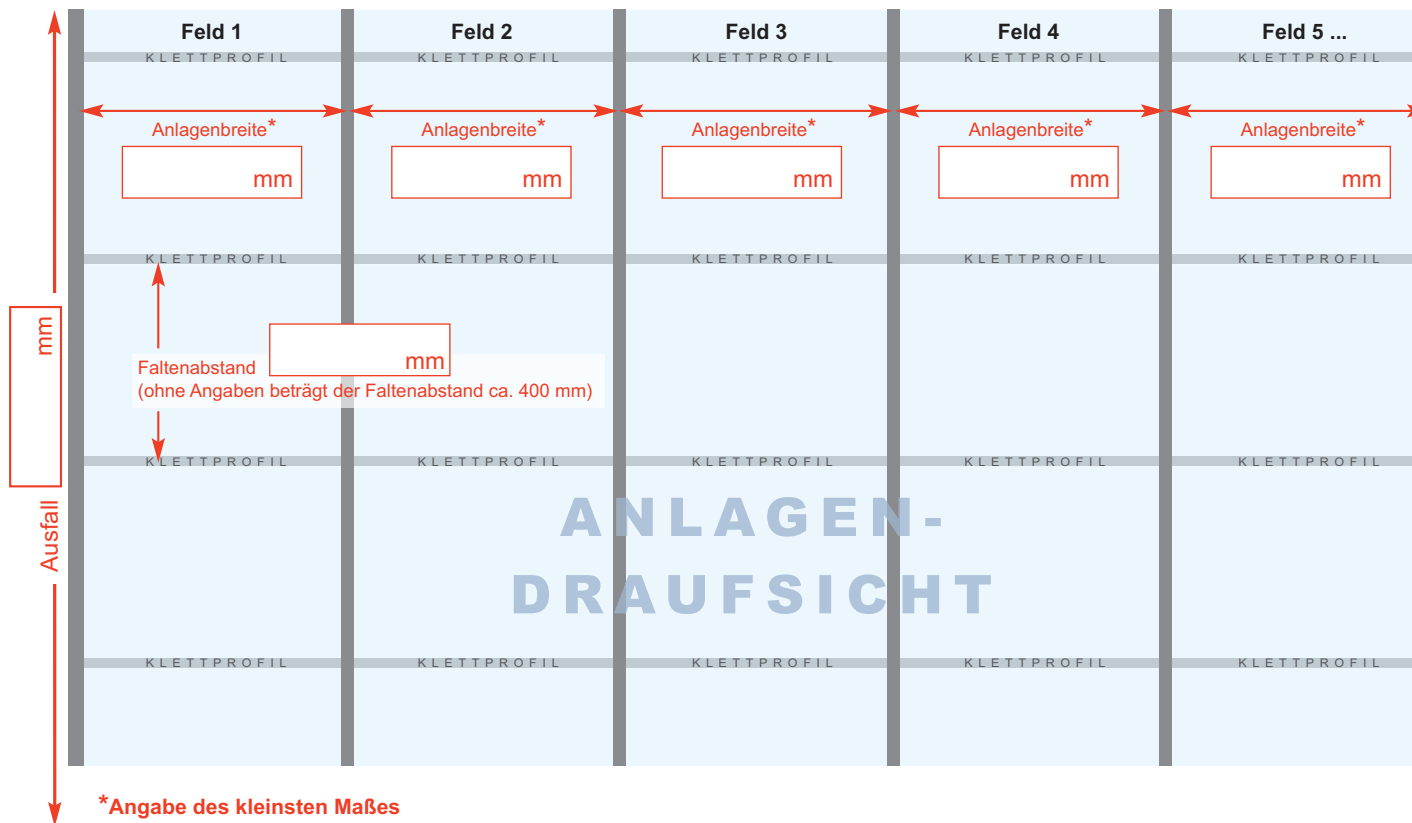 Feld 1 Feld 2 Feld 3 Feld 4 Feld 5 ...
KLETTPROFIL KLETTPROFIL KLETTPROFIL KLETTPROFIL KLETTPROFIL
Anlagenbreite* Anlagenbreite* Anlagenbreite* Anlagenbreite* Anlagenbreite*
mm mm mm mm mm
KLETTPROFIL KLETTPROFIL KLETTPROFIL KLETTPROFIL KLETTPROFIL
mm
Ausfall
Faltenabstand mm
(ohne Angaben beträgt der Faltenabstand ca. 400 mm)
KLETTPROFIL KLETTPROFIL KLETTPROFIL KLETTPROFIL KLETTPROFIL
ANLAGEN-
DRAUFSICHT
KLETTPROFIL KLETTPROFIL KLETTPROFIL KLETTPROFIL KLETTPROFIL
*Angabe des kleinsten Maßes